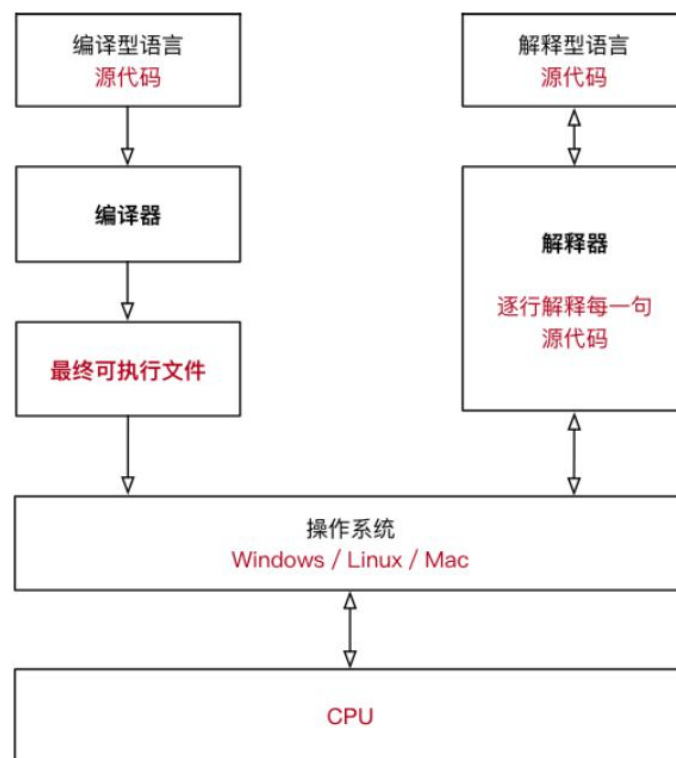 编译型语言
源代码
解释型语言
源代码
编译器
解释器
逐行解释每一句
源代码
最终可执行文件
操作系统
Windows / Linux / Mac
CPU